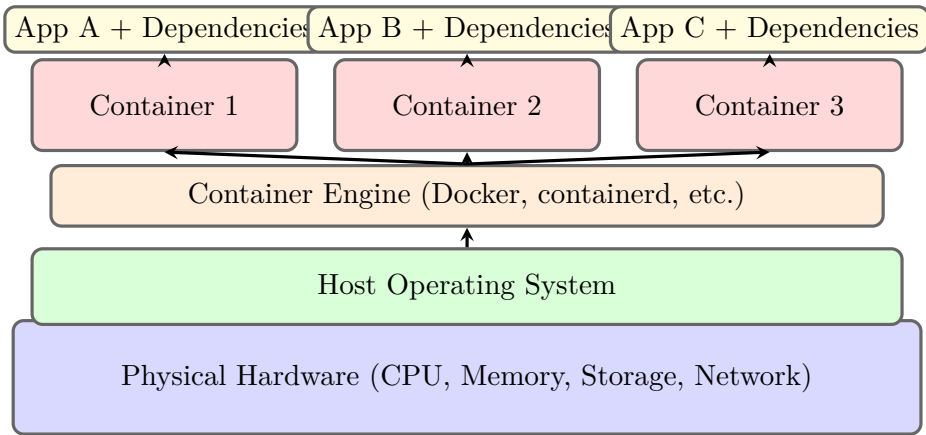 App A + Dependencies
App B + Dependencies
App C + Dependencies
Container 1
Container 2
Container 3
Container Engine (Docker, containerd, etc.)
Host Operating System
Physical Hardware (CPU, Memory, Storage, Network)